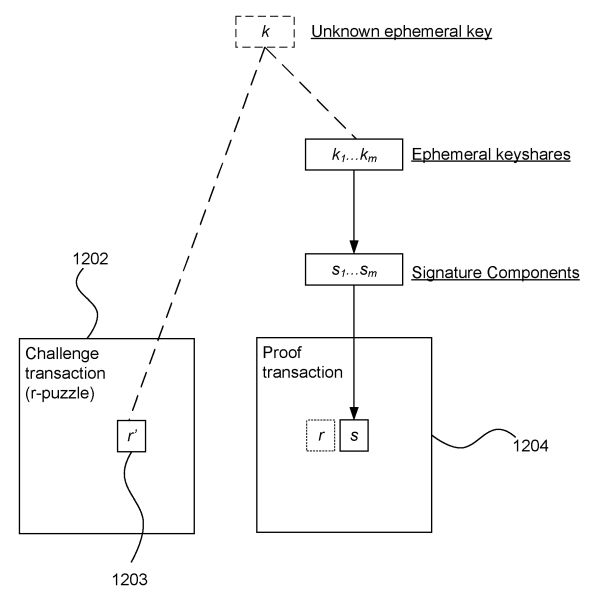 k
Unknown ephemeral key
k1...km
Ephemeral keyshares
s1...sm
Signature Components
1202
Challenge
transaction
(r-puzzle)
r'
1203
Proof
transaction
r
s
1204